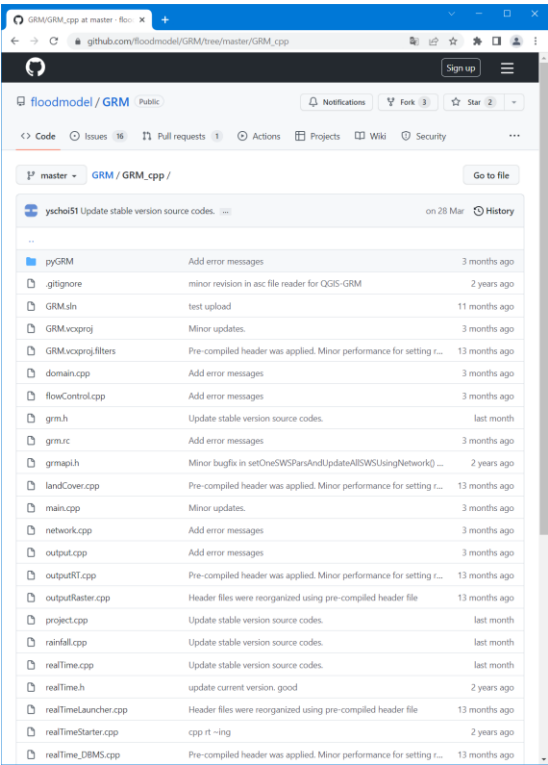 GRM/GRM_cpp at master · floo
github.com/floodmodel/GRM/tree/master/GRM_cpp
Sign up
floodmodel / GRM Public
Notifications Fork 3 Star 2
Code Issues 16 Pull requests 1 Actions Projects Wiki Security ...
master GRM / GRM_cpp / Go to file
yschoi51 Update stable version source codes. ... on 28 Mar History
..
pyGRM Add error messages 3 months ago
.gitignore minor revision in asc file reader for QGIS-GRM 2 years ago
GRM.sln test upload 11 months ago
GRM.vcxproj Minor updates. 3 months ago
GRM.vcxproj.filters Pre-compiled header was applied. Minor performance for setting r... 13 months ago
domain.cpp Add error messages 3 months ago
flowControl.cpp Add error messages 3 months ago
grm.h Update stable version source codes. last month
grm.rc Add error messages 3 months ago
grmapi.h Minor bugfix in setOneSWSParsAndUpdateAllSWSUsingNetwork() ... 2 years ago
landCover.cpp Pre-compiled header was applied. Minor performance for setting r... 13 months ago
main.cpp Minor updates. 3 months ago
network.cpp Add error messages 3 months ago
output.cpp Add error messages 3 months ago
outputRT.cpp Pre-compiled header was applied. Minor performance for setting r... 13 months ago
outputRaster.cpp Header files were reorganized using pre-compiled header file 13 months ago
project.cpp Update stable version source codes. last month
rainfall.cpp Update stable version source codes. last month
realTime.cpp Update stable version source codes. last month
realTime.h update current version. good 2 years ago
realTimeLauncher.cpp Header files were reorganized using pre-compiled header file 13 months ago
realTimeStarter.cpp cpp rt ~ing 2 years ago
realTime_DBMS.cpp Pre-compiled header was applied. Minor performance for setting r... 13 months ago